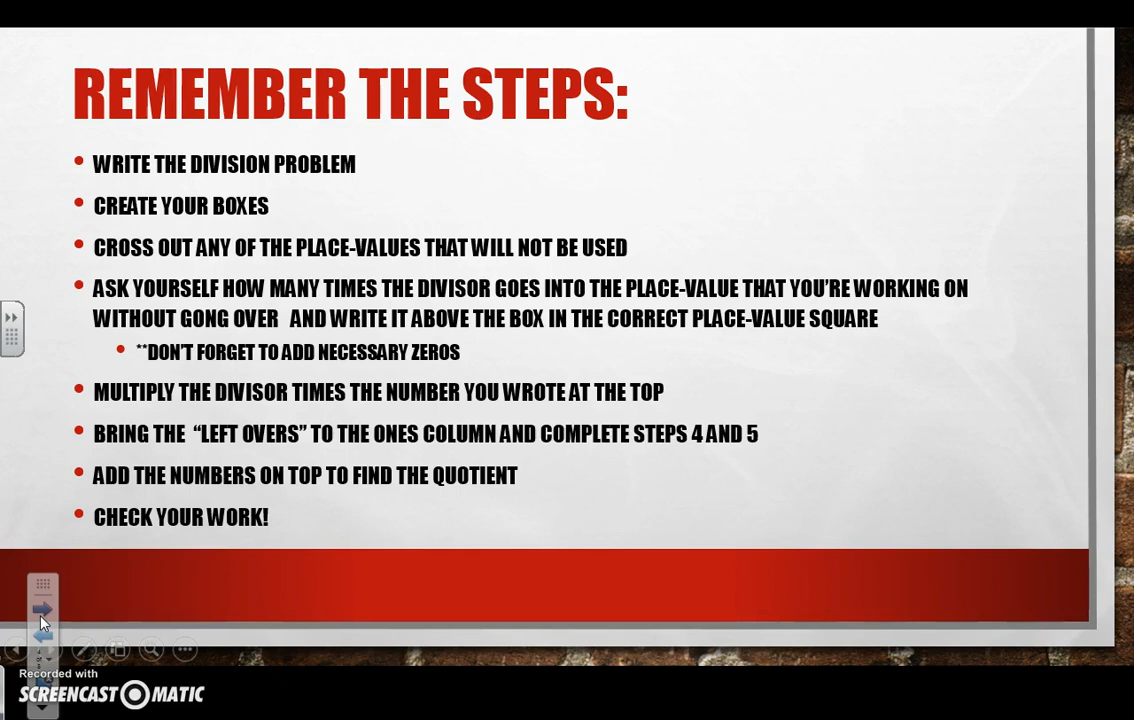 REMEMBER THE STEPS:
• WRITE THE DIVISION PROBLEM
• CREATE YOUR BOXES
• CROSS OUT ANY OF THE PLACE-VALUES THAT WILL NOT BE USED
• ASK YOURSELF HOW MANY TIMES THE DIVISOR GOES INTO THE PLACE-VALUE THAT YOU'RE WORKING ON
WITHOUT GONG OVER AND WRITE IT ABOVE THE BOX IN THE CORRECT PLACE-VALUE SQUARE
• **DON'T FORGET TO ADD NECESSARY ZEROS
• MULTIPLY THE DIVISOR TIMES THE NUMBER YOU WROTE AT THE TOP
• BRING THE “LEFT OVERS” TO THE ONES COLUMN AND COMPLETE STEPS 4 AND 5
• ADD THE NUMBERS ON TOP TO FIND THE QUOTIENT
• CHECK YOUR WORK!
Recorded with
SCREENCAST MATIC